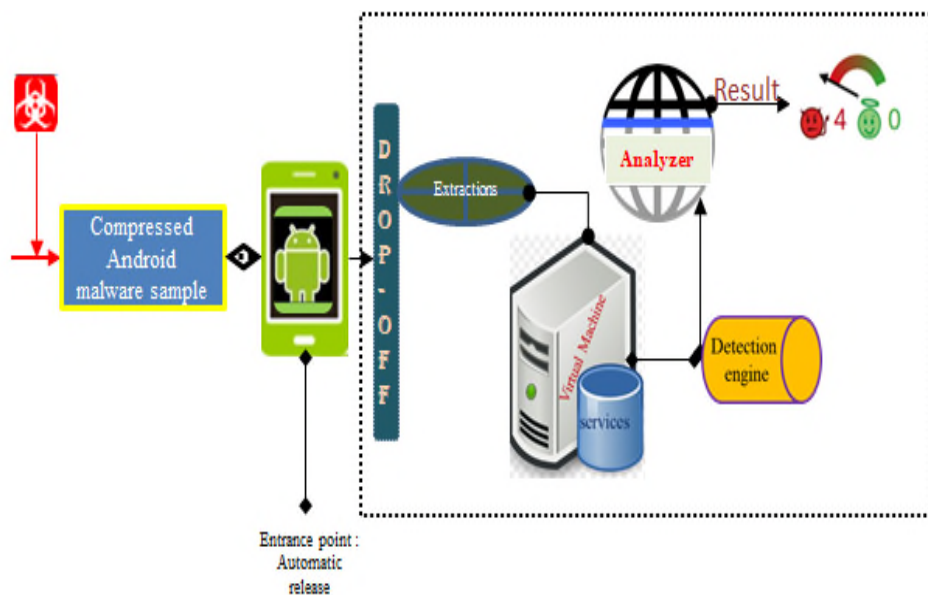 Compressed
Android
malware sample
Entrance point :
Automatic
release
DROP-OFF
Extractions
Virtual Machine
services
Detection
engine
Analyzer
Result
4 0